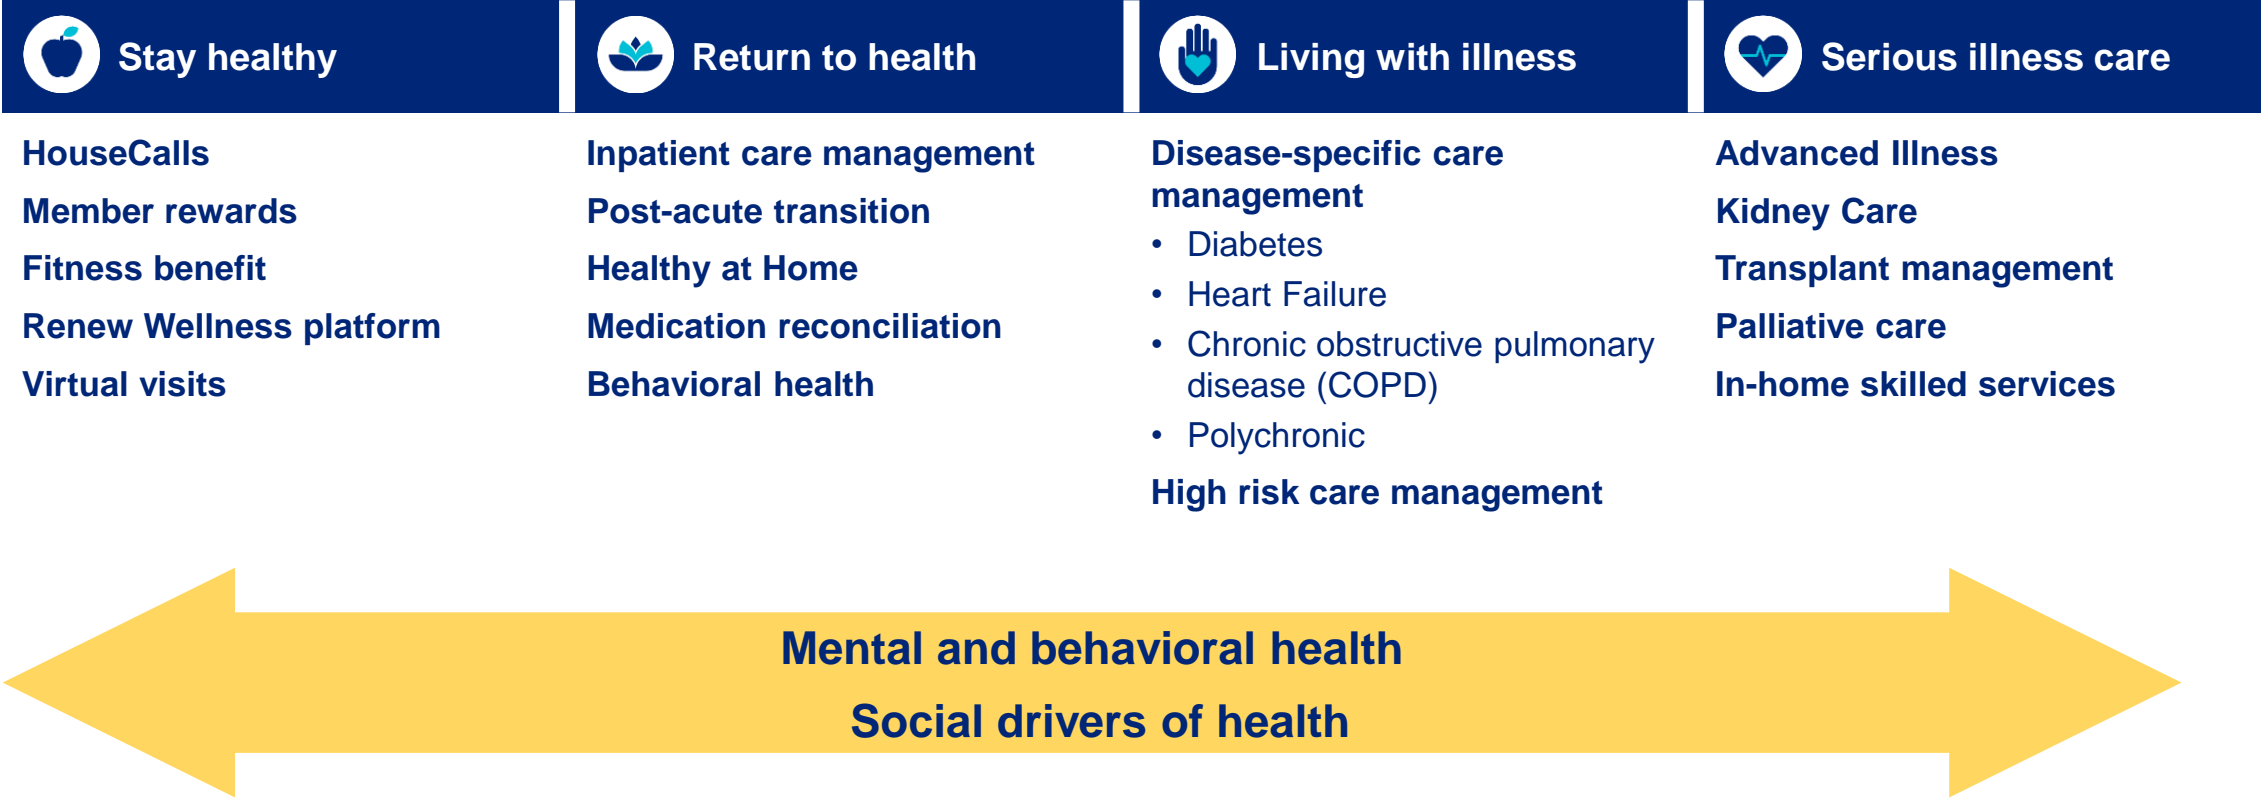 Stay healthy
HouseCalls
Member rewards
Fitness benefit
Renew Wellness platform
Virtual visits
Return to health
Inpatient care management
Post-acute transition
Healthy at Home
Medication reconciliation
Behavioral health
Living with illness
Disease-specific care
management
• Diabetes
• Heart Failure
• Chronic obstructive pulmonary
disease (COPD)
• Polychronic
High risk care management
Serious illness care
Advanced Illness
Kidney Care
Transplant management
Palliative care
In-home skilled services
Mental and behavioral health
Social drivers of health